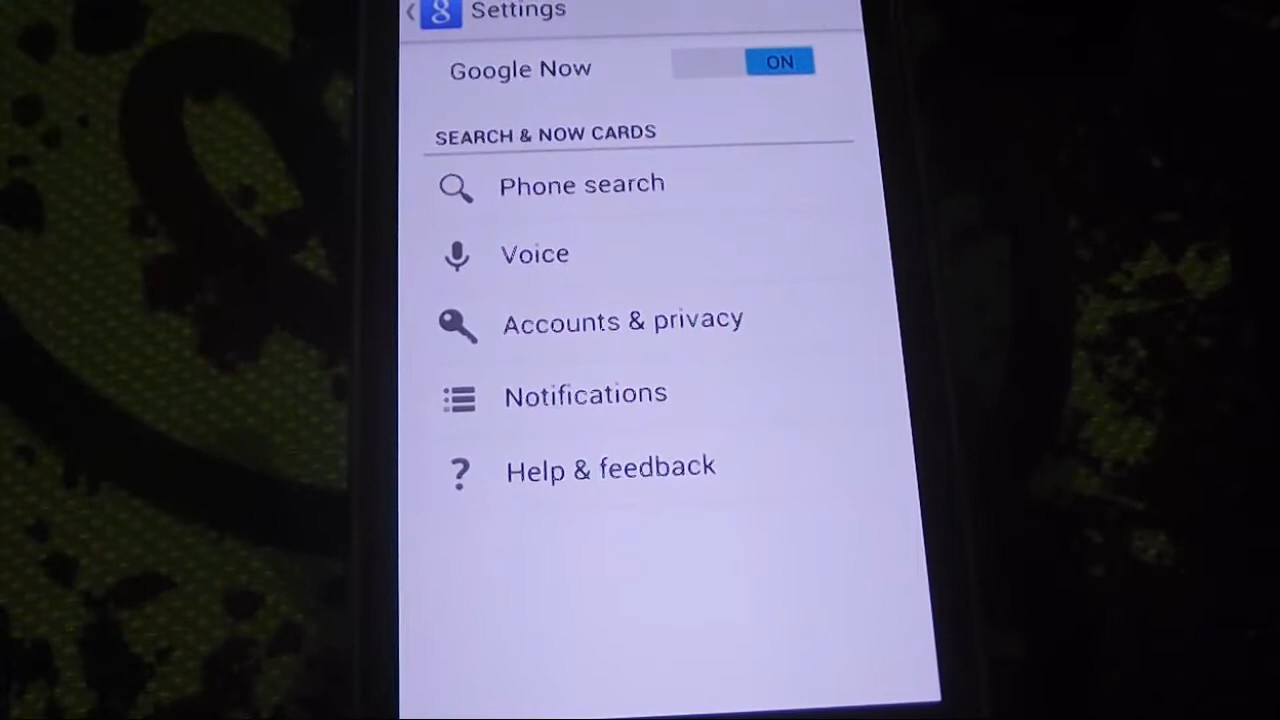 Settings
Google Now ON
SEARCH & NOW CARDS
Phone search
Voice
Accounts & privacy
Notifications
Help & feedback